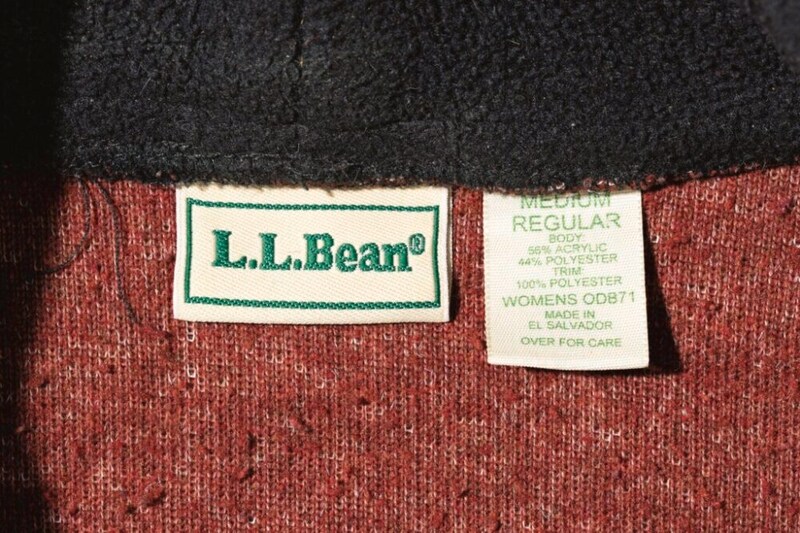 L.L.Bean®
MEDIUM
REGULAR
BODY:
56% ACRYLIC
44% POLYESTER
TRIM:
100% POLYESTER
WOMENS ODB71
MADE IN
EL SALVADOR
OVER FOR CARE